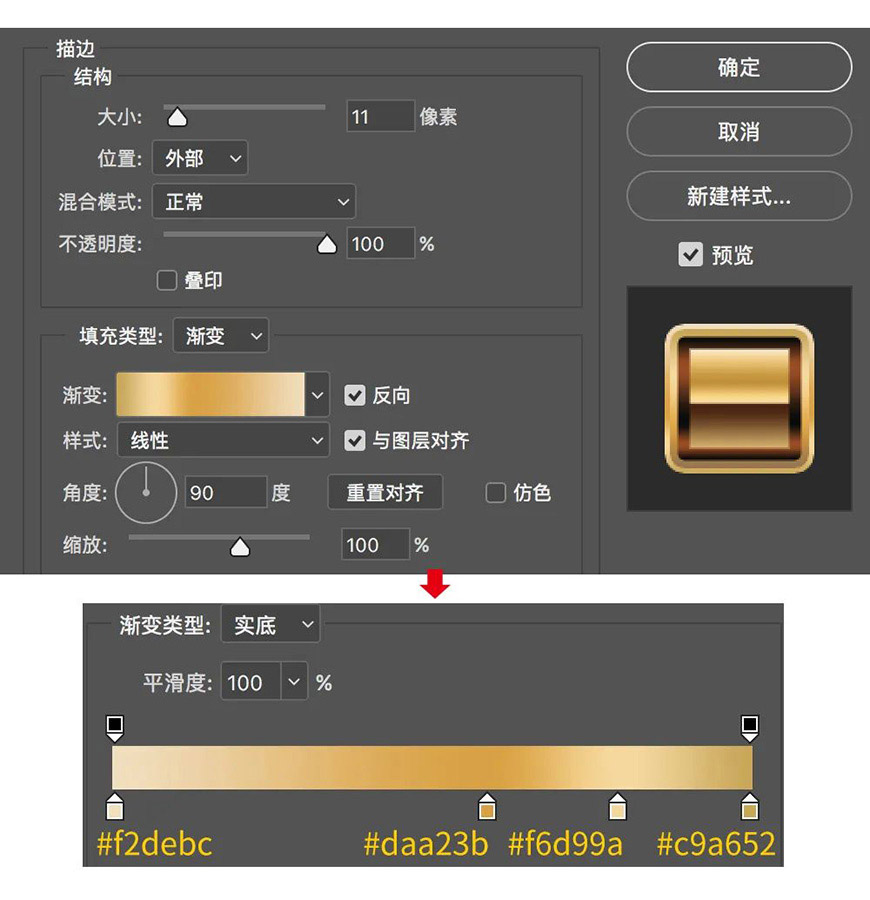 描边
结构
大小: 11 像素
位置: 外部
混合模式: 正常
不透明度: 100 %
叠印
填充类型: 渐变
渐变: 反向
样式: 线性 与图层对齐
角度: 90 度 重置对齐 仿色
缩放: 100 %
确定
取消
新建样式...
预览
渐变类型: 实底
平滑度: 100 %
#f2debc #daa23b #f6d99a #c9a652